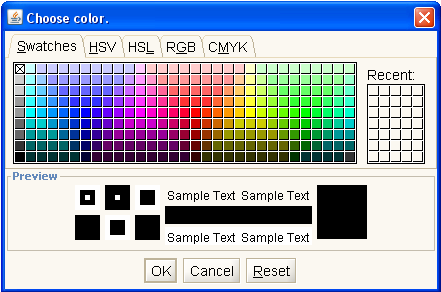 Choose color.
Swatches HSV HSL RGB CMYK
Recent:
Preview
Sample Text Sample Text
Sample Text Sample Text
OK Cancel Reset